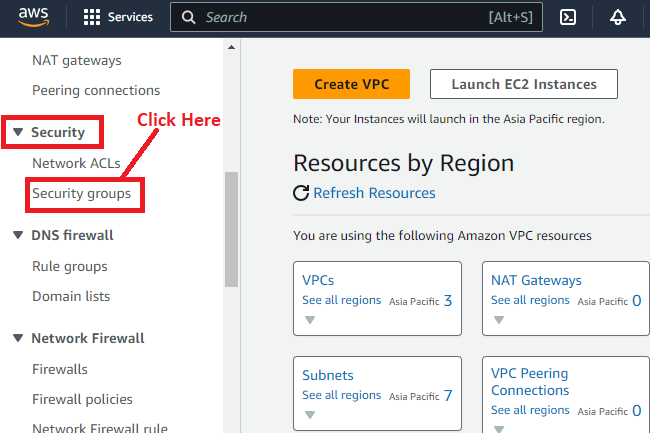 aws
Services
Search
[Alt+S]
NAT gateways
Peering connections
Security
Click Here
Network ACLs
Security groups
DNS firewall
Rule groups
Domain lists
Network Firewall
Firewalls
Firewall policies
Network Firewall rule
Create VPC
Launch EC2 Instances
Note: Your Instances will launch in the Asia Pacific region.
Resources by Region
Refresh Resources
You are using the following Amazon VPC resources
VPCs
See all regions Asia Pacific 3
NAT Gateways
See all regions Asia Pacific 0
Subnets
See all regions Asia Pacific 7
VPC Peering
Connections
See all regions Asia Pacific 0